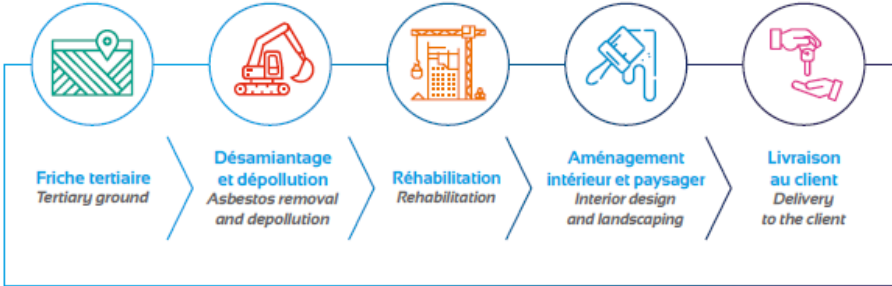 Friche tertiaire
Tertiary ground
Désamiantage
et dépollution
Asbestos removal
and depollution
Réhabilitation
Rehabilitation
Aménagement
intérieur et paysager
Interior design
and landscaping
Livraison
au client
Delivery
to the client